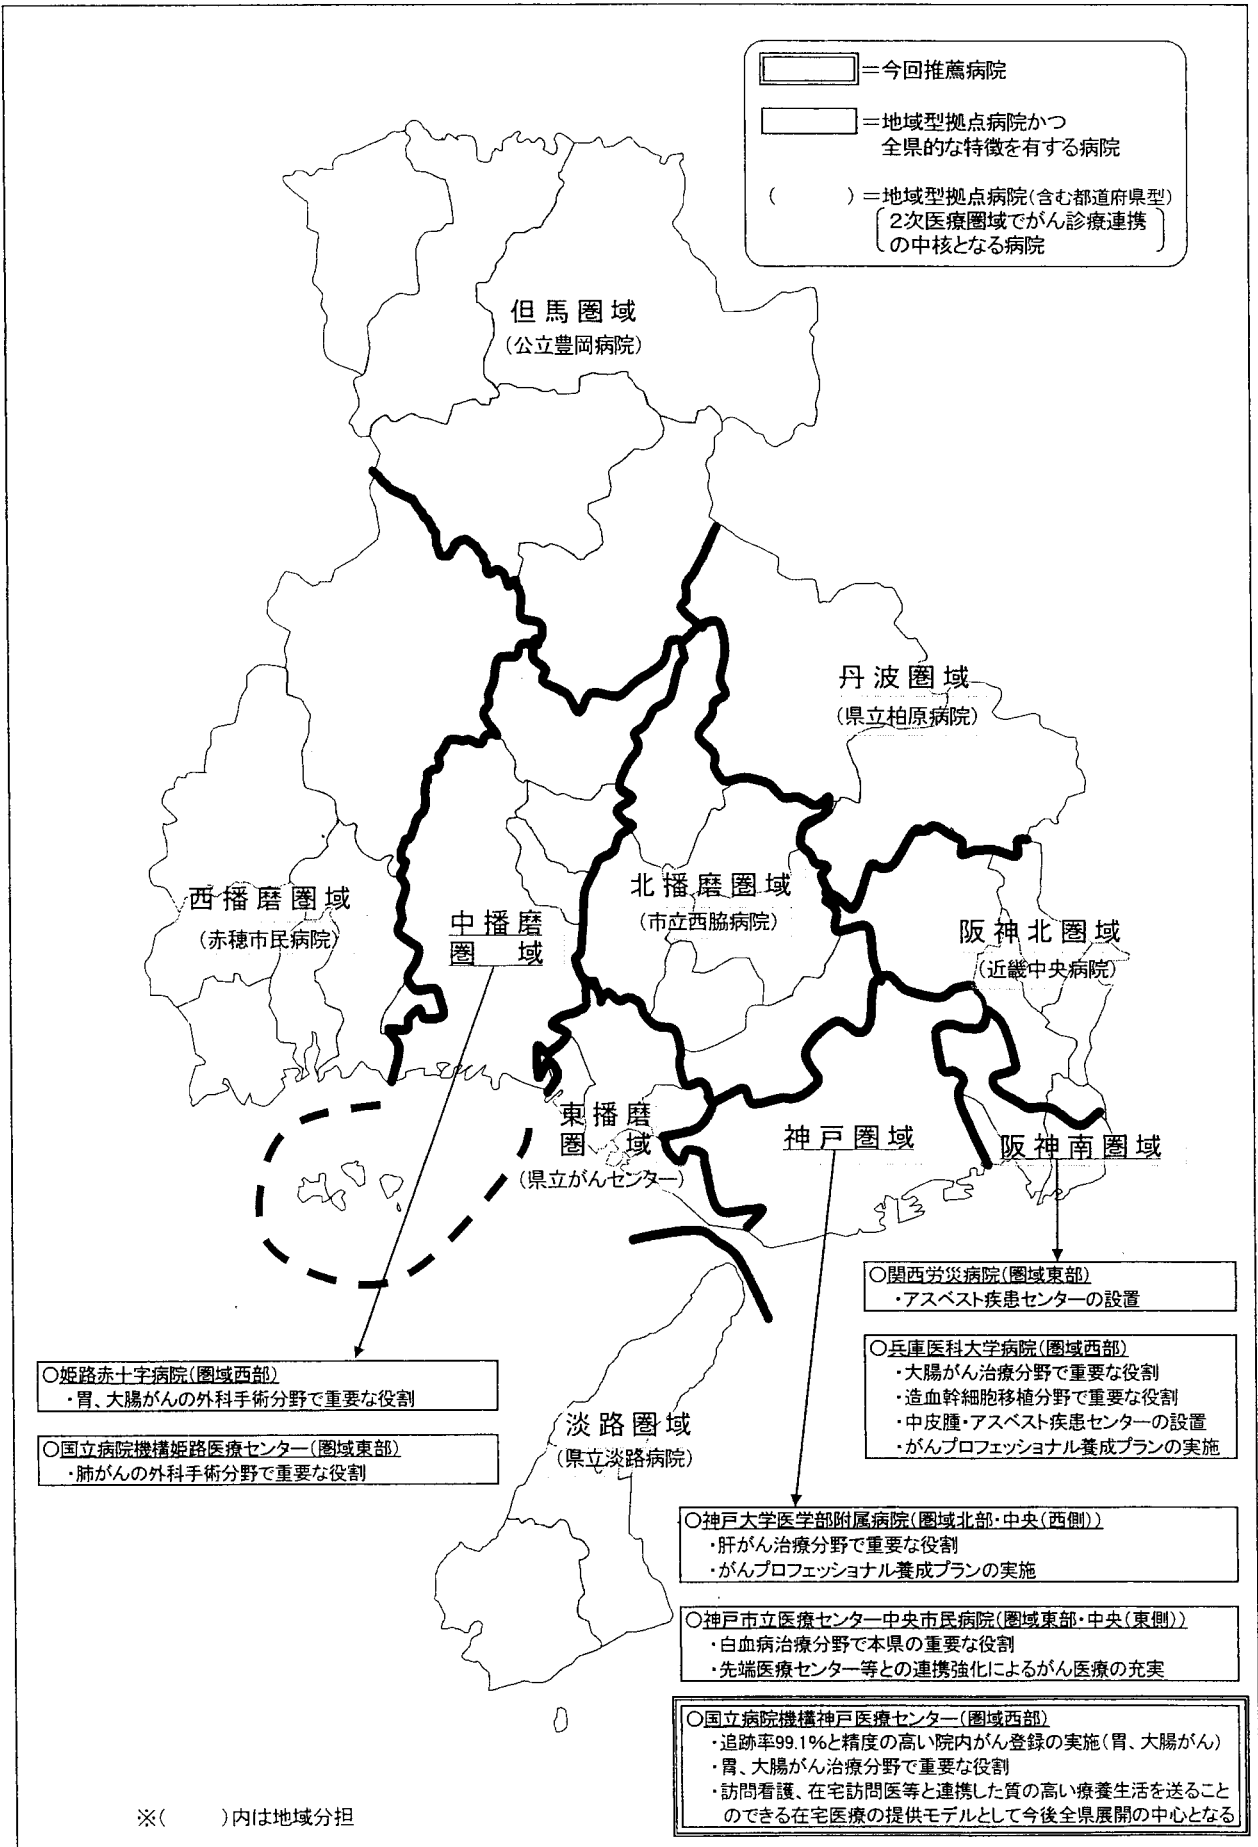 ＝今回推薦病院
＝地域型拠点病院かつ
全県的な特徴を有する病院
(　　　)＝地域型拠点病院(含む都道府県型)
2次医療圏域でがん診療連携
の中核となる病院
但馬圏域
(公立豊岡病院)
丹波圏域
(県立柏原病院)
西播磨圏域
(赤穂市民病院)
中播磨
圏　域
北播磨圏域
(市立西脇病院)
阪神北圏域
(近畿中央病院)
東播磨
圏　域
(県立がんセンター)
神戸圏域
阪神南圏域
○関西労災病院(圏域東部)
・アスベスト疾患センターの設置
○兵庫医科大学病院(圏域西部)
・大腸がん治療分野で重要な役割
・造血幹細胞移植分野で重要な役割
・中皮腫・アスベスト疾患センターの設置
・がんプロフェッショナル養成プランの実施
○姫路赤十字病院(圏域西部)
・胃、大腸がんの外科手術分野で重要な役割
○国立病院機構姫路医療センター(圏域東部)
・肺がんの外科手術分野で重要な役割
淡路圏域
(県立淡路病院)
○神戸大学医学部附属病院(圏域北部・中央(西側))
・肝がん治療分野で重要な役割
・がんプロフェッショナル養成プランの実施
○神戸市立医療センター中央市民病院(圏域東部・中央(東側))
・白血病治療分野で本県の重要な役割
・先端医療センター等との連携強化によるがん医療の充実
○国立病院機構神戸医療センター(圏域西部)
・追跡率99.1%と精度の高い院内がん登録の実施(胃、大腸がん)
・胃、大腸がん治療分野で重要な役割
・訪問看護、在宅訪問医等と連携した質の高い療養生活を送ること
のできる在宅医療の提供モデルとして今後全県展開の中心となる
※(　　　)内は地域分担